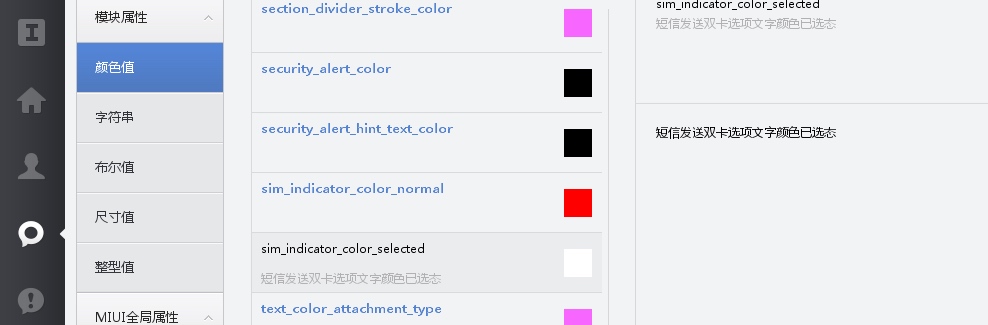 模块属性
颜色值
字符串
布尔值
尺寸值
整型值
MIUI全局属性
section_divider_stroke_color
security_alert_color
security_alert_hint_text_color
sim_indicator_color_normal
sim_indicator_color_selected
短信发送双卡选项文字颜色已选态
text_color_attachment_type
sim_indicator_color_selected
短信发送双卡选项文字颜色已选态
短信发送双卡选项文字颜色已选态